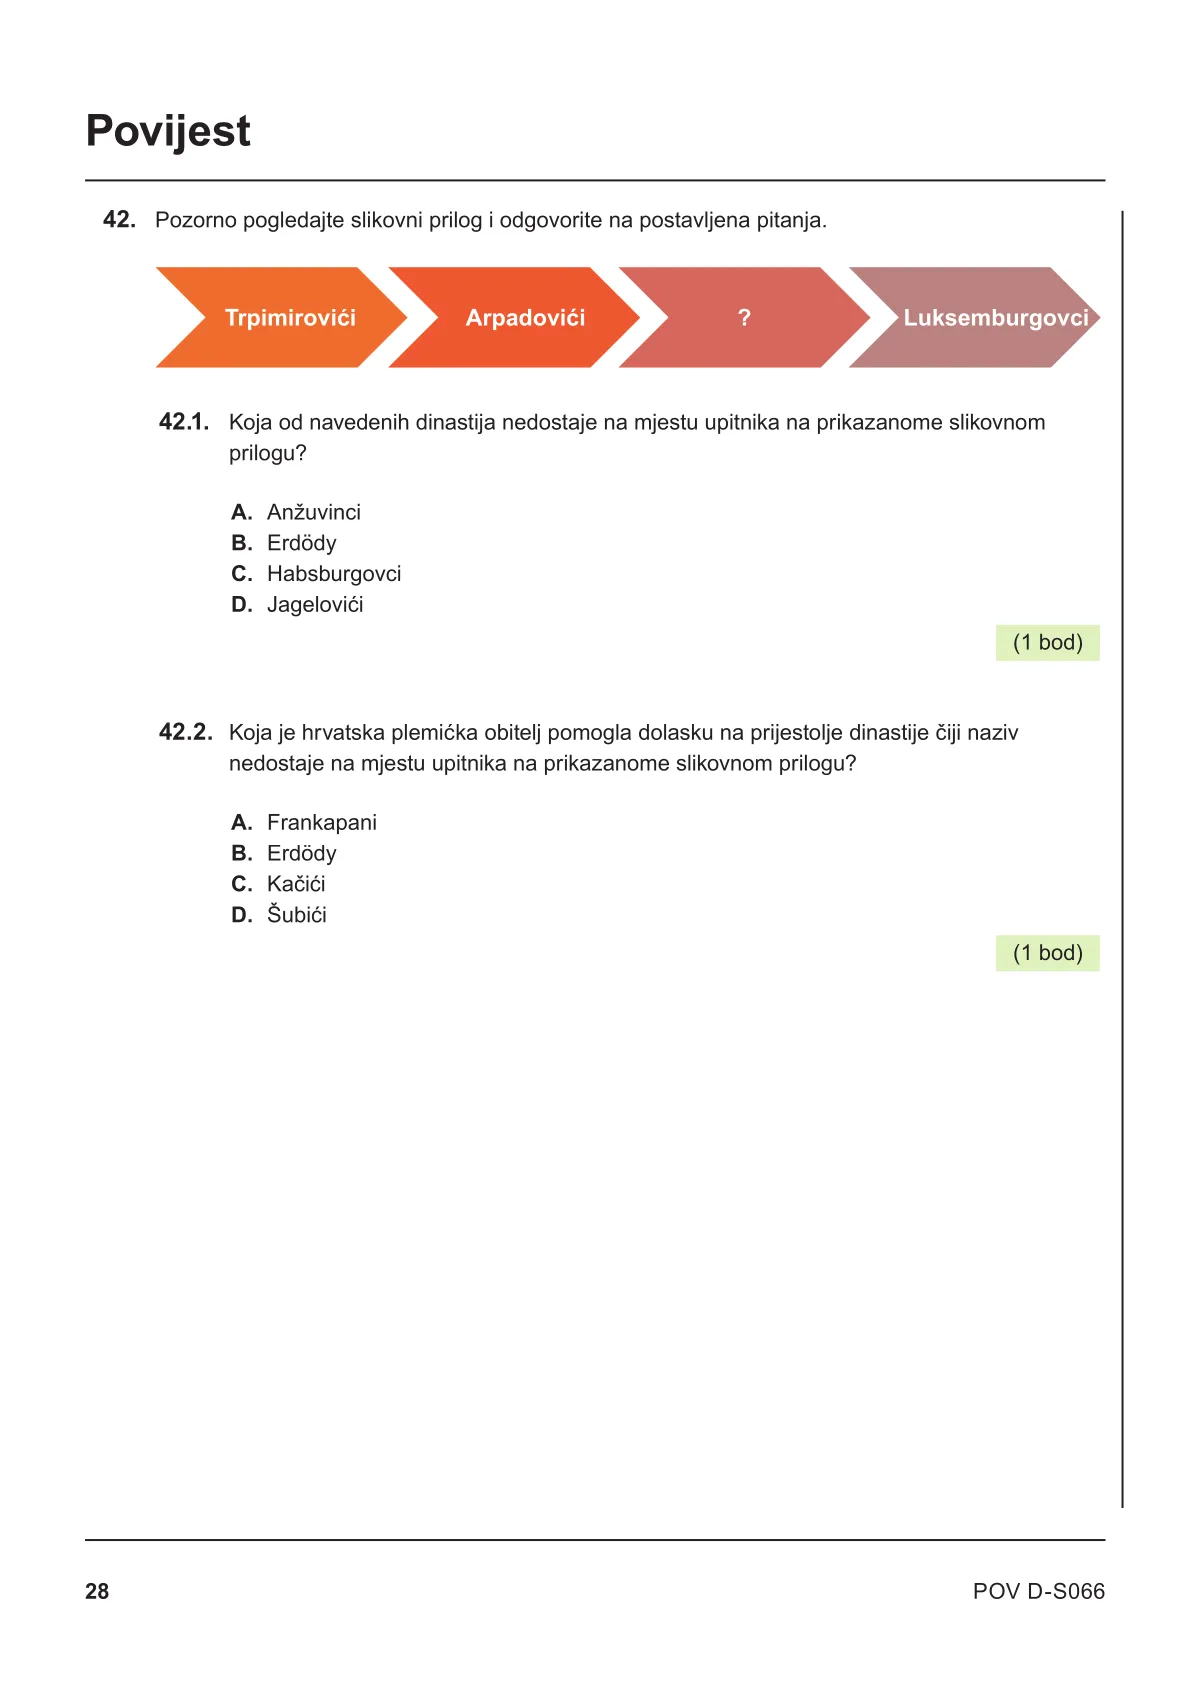 Povijest
42. Pozorno pogledajte slikovni prilog i odgovorite na postavljena pitanja.
Trpimirovići Arpadovići ? Luksemburgovci
42.1. Koja od navedenih dinastija nedostaje na mjestu upitnika na prikazanome slikovnom
prilogu?
A. Anžuvinci
B. Erdödy
C. Habsburgovci
D. Jagelovići
(1 bod)
42.2. Koja je hrvatska plemićka obitelj pomogla dolasku na prijestolje dinastije čiji naziv
nedostaje na mjestu upitnika na prikazanome slikovnom prilogu?
A. Frankapani
B. Erdödy
C. Kačići
D. Šubići
(1 bod)
28 POV D-S066